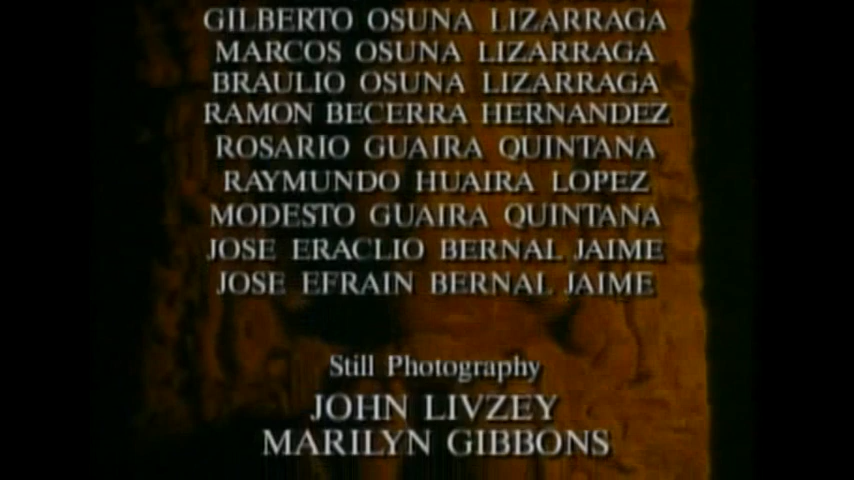 GILBERTO OSUNA LIZARRAGA
MARCOS OSUNA LIZARRAGA
BRAULIO OSUNA LIZARRAGA
RAMON BECERRA HERNANDEZ
ROSARIO GUAIRA QUINTANA
RAYMUNDO HUAIRA LOPEZ
MODESTO GUAIRA QUINTANA
JOSE ERACLIO BERNAL JAIME
JOSE EFRAIN BERNAL JAIME
Still Photography
JOHN LIVZEY
MARILYN GIBBONS